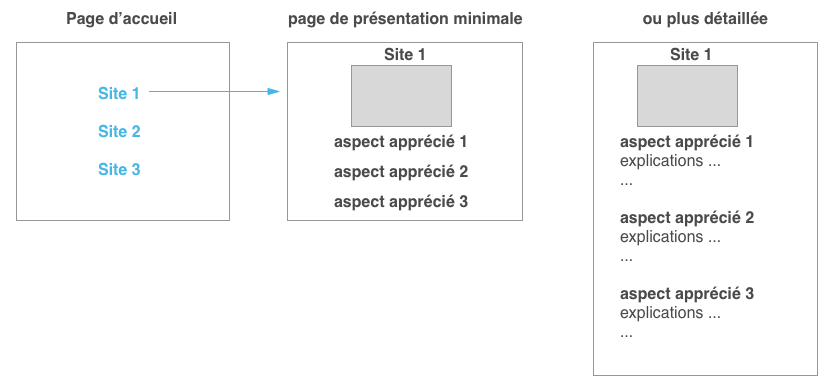 Page d'accueil
Site 1
Site 2
Site 3
page de présentation minimale
Site 1
aspect apprécié 1
aspect apprécié 2
aspect apprécié 3
ou plus détaillée
Site 1
aspect apprécié 1
explications ...
...
aspect apprécié 2
explications ...
...
aspect apprécié 3
explications ...
...